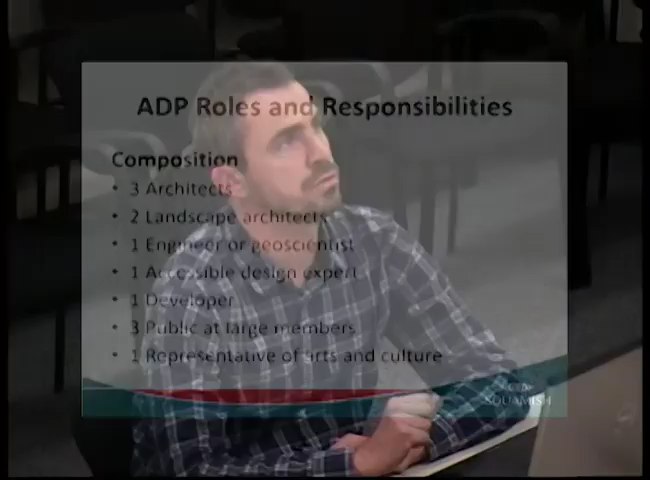 ADP Roles and Responsibilities
Composition
• 3 Architects
• 2 Landscape architects
• 1 Engineer or geoscientist
• 1 Accessible design expert
• 1 Developer
• 3 Public at large members
• 1 Representative of arts and culture
SQUAMISH